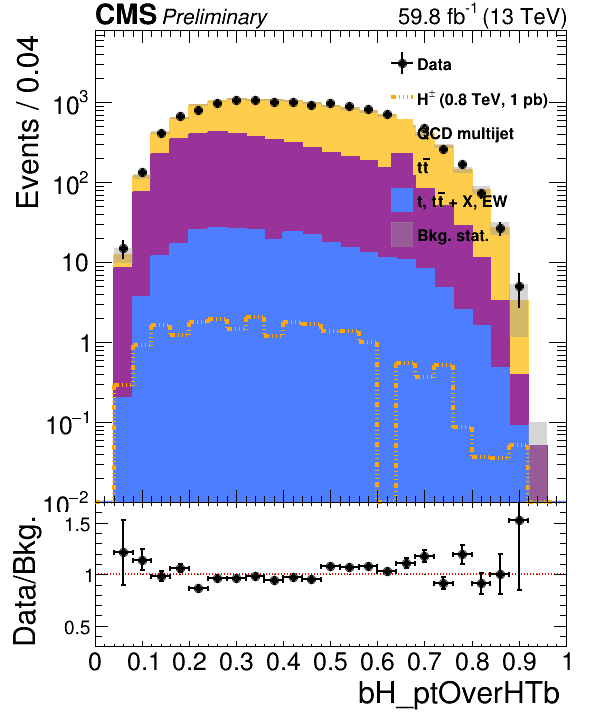 CMS Preliminary 59.8 fb⁻¹ (13 TeV)
Events / 0.04
10³
10²
10
1
10⁻¹
10⁻²
Data
H± (0.8 TeV, 1 pb)
QCD multijet
tt̅
t, tt̅ + X, EW
Bkg. stat.
Data/Bkg.
1.5
1
0.5
0 0.1 0.2 0.3 0.4 0.5 0.6 0.7 0.8 0.9 1
bH_ptOverHTb